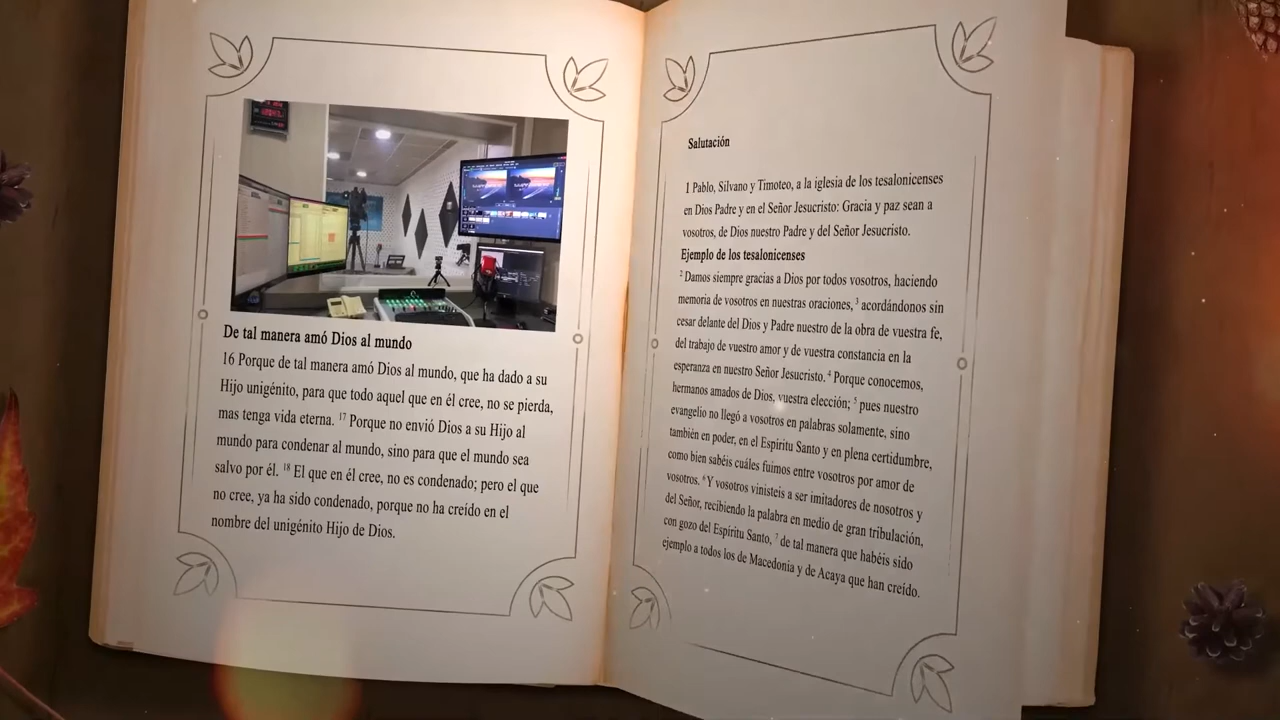 De tal manera amó Dios al mundo
16 Porque de tal manera amó Dios al mundo, que ha dado a su
Hijo unigénito, para que todo aquel que en él cree, no se pierda,
mas tenga vida eterna. 17 Porque no envió Dios a su Hijo al
mundo para condenar al mundo, sino para que el mundo sea
salvo por él. 18 El que en él cree, no es condenado; pero el que
no cree, ya ha sido condenado, porque no ha creído en el
nombre del unigénito Hijo de Dios.
Salutación
1 Pablo, Silvano y Timoteo, a la iglesia de los tesalonicenses
en Dios Padre y en el Señor Jesucristo: Gracia y paz sean a
vosotros, de Dios nuestro Padre y del Señor Jesucristo.
Ejemplo de los tesalonicenses
2 Damos siempre gracias a Dios por todos vosotros, haciendo
memoria de vosotros en nuestras oraciones, 3 acordándonos sin
cesar delante del Dios y Padre nuestro de la obra de vuestra fe,
del trabajo de vuestro amor y de vuestra constancia en la
esperanza en nuestro Señor Jesucristo. 4 Porque conocemos,
hermanos amados de Dios, vuestra elección; 5 pues nuestro
evangelio no llegó a vosotros en palabras solamente, sino
también en poder, en el Espíritu Santo y en plena certidumbre,
como bien sabéis cuáles fuimos entre vosotros por amor de
vosotros. 6 Y vosotros vinisteis a ser imitadores de nosotros y
del Señor, recibiendo la palabra en medio de gran tribulación,
con gozo del Espíritu Santo, 7 de tal manera que habéis sido
ejemplo a todos los de Macedonia y de Acaya que han creído.